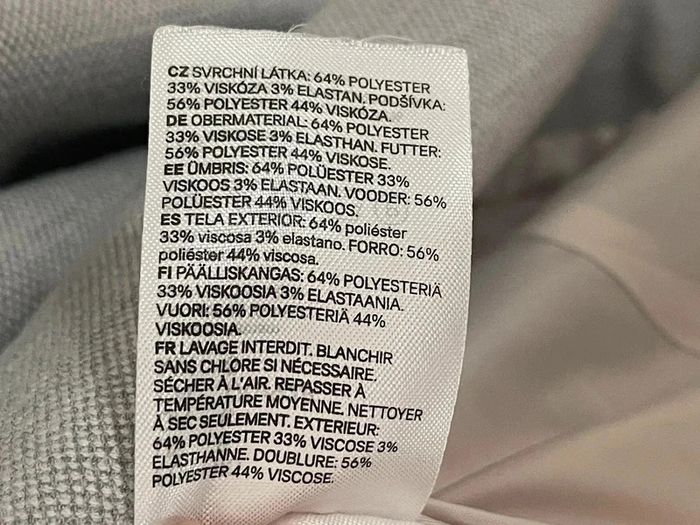 CZ SVRCHNÍ LÁTKA: 64% POLYESTER
33% VISKÓZA 3% ELASTAN. PODŠÍVKA:
56% POLYESTER 44% VISKÓZA.
DE OBERMATERIAL: 64% POLYESTER
33% VISKOSE 3% ELASTHAN. FUTTER:
56% POLYESTER 44% VISKOSE.
EE ÜMBRIS: 64% POLÜESTER 33%
VISKOOS 3% ELASTAAN. VOODER: 56%
POLÜESTER 44% VISKOOS.
ES TELA EXTERIOR: 64% poliéster
33% viscosa 3% elastano. FORRO: 56%
poliéster 44% viscosa.
FI PÄÄLLISKANGAS: 64% POLYESTERIÄ
33% VISKOOSIA 3% ELASTAANIA.
VUORI: 56% POLYESTERIÄ 44%
VISKOOSIA.
FR LAVAGE INTERDIT. BLANCHIR
SANS CHLORE SI NÉCESSAIRE.
SÉCHER À L'AIR. REPASSER À
TEMPÉRATURE MOYENNE. NETTOYER
À SEC SEULEMENT. EXTERIEUR:
64% POLYESTER 33% VISCOSE 3%
ELASTHANNE. DOUBLURE: 56%
POLYESTER 44% VISCOSE.